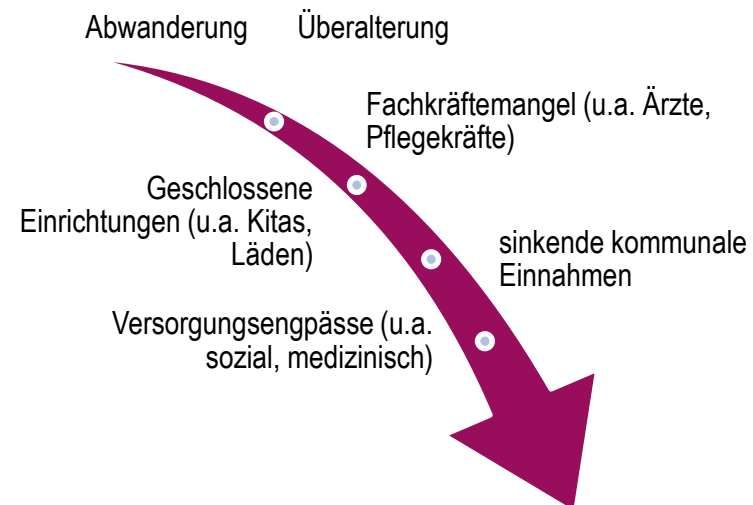 Abwanderung Überalterung
Fachkräftemangel (u.a. Ärzte,
Pflegekräfte)
Geschlossene
Einrichtungen (u.a. Kitas,
Läden)
sinkende kommunale
Einnahmen
Versorgungsengpässe (u.a.
sozial, medizinisch)